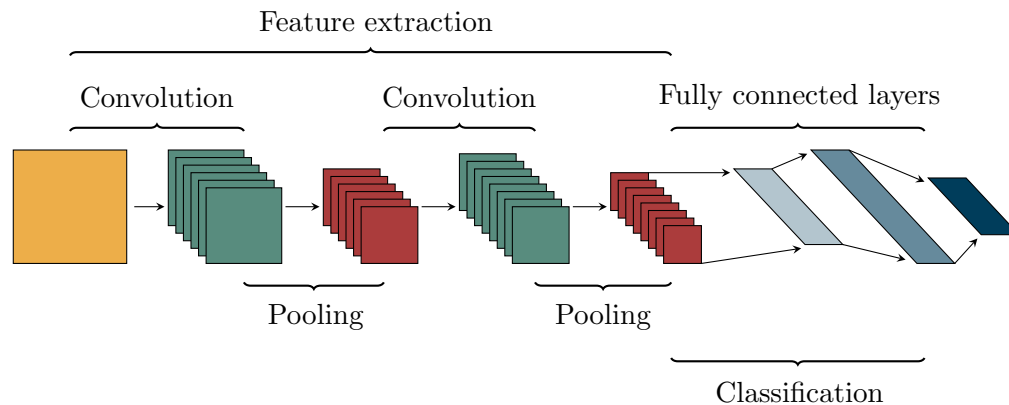 Feature extraction
Convolution
Convolution
Fully connected layers
Pooling
Pooling
Classification